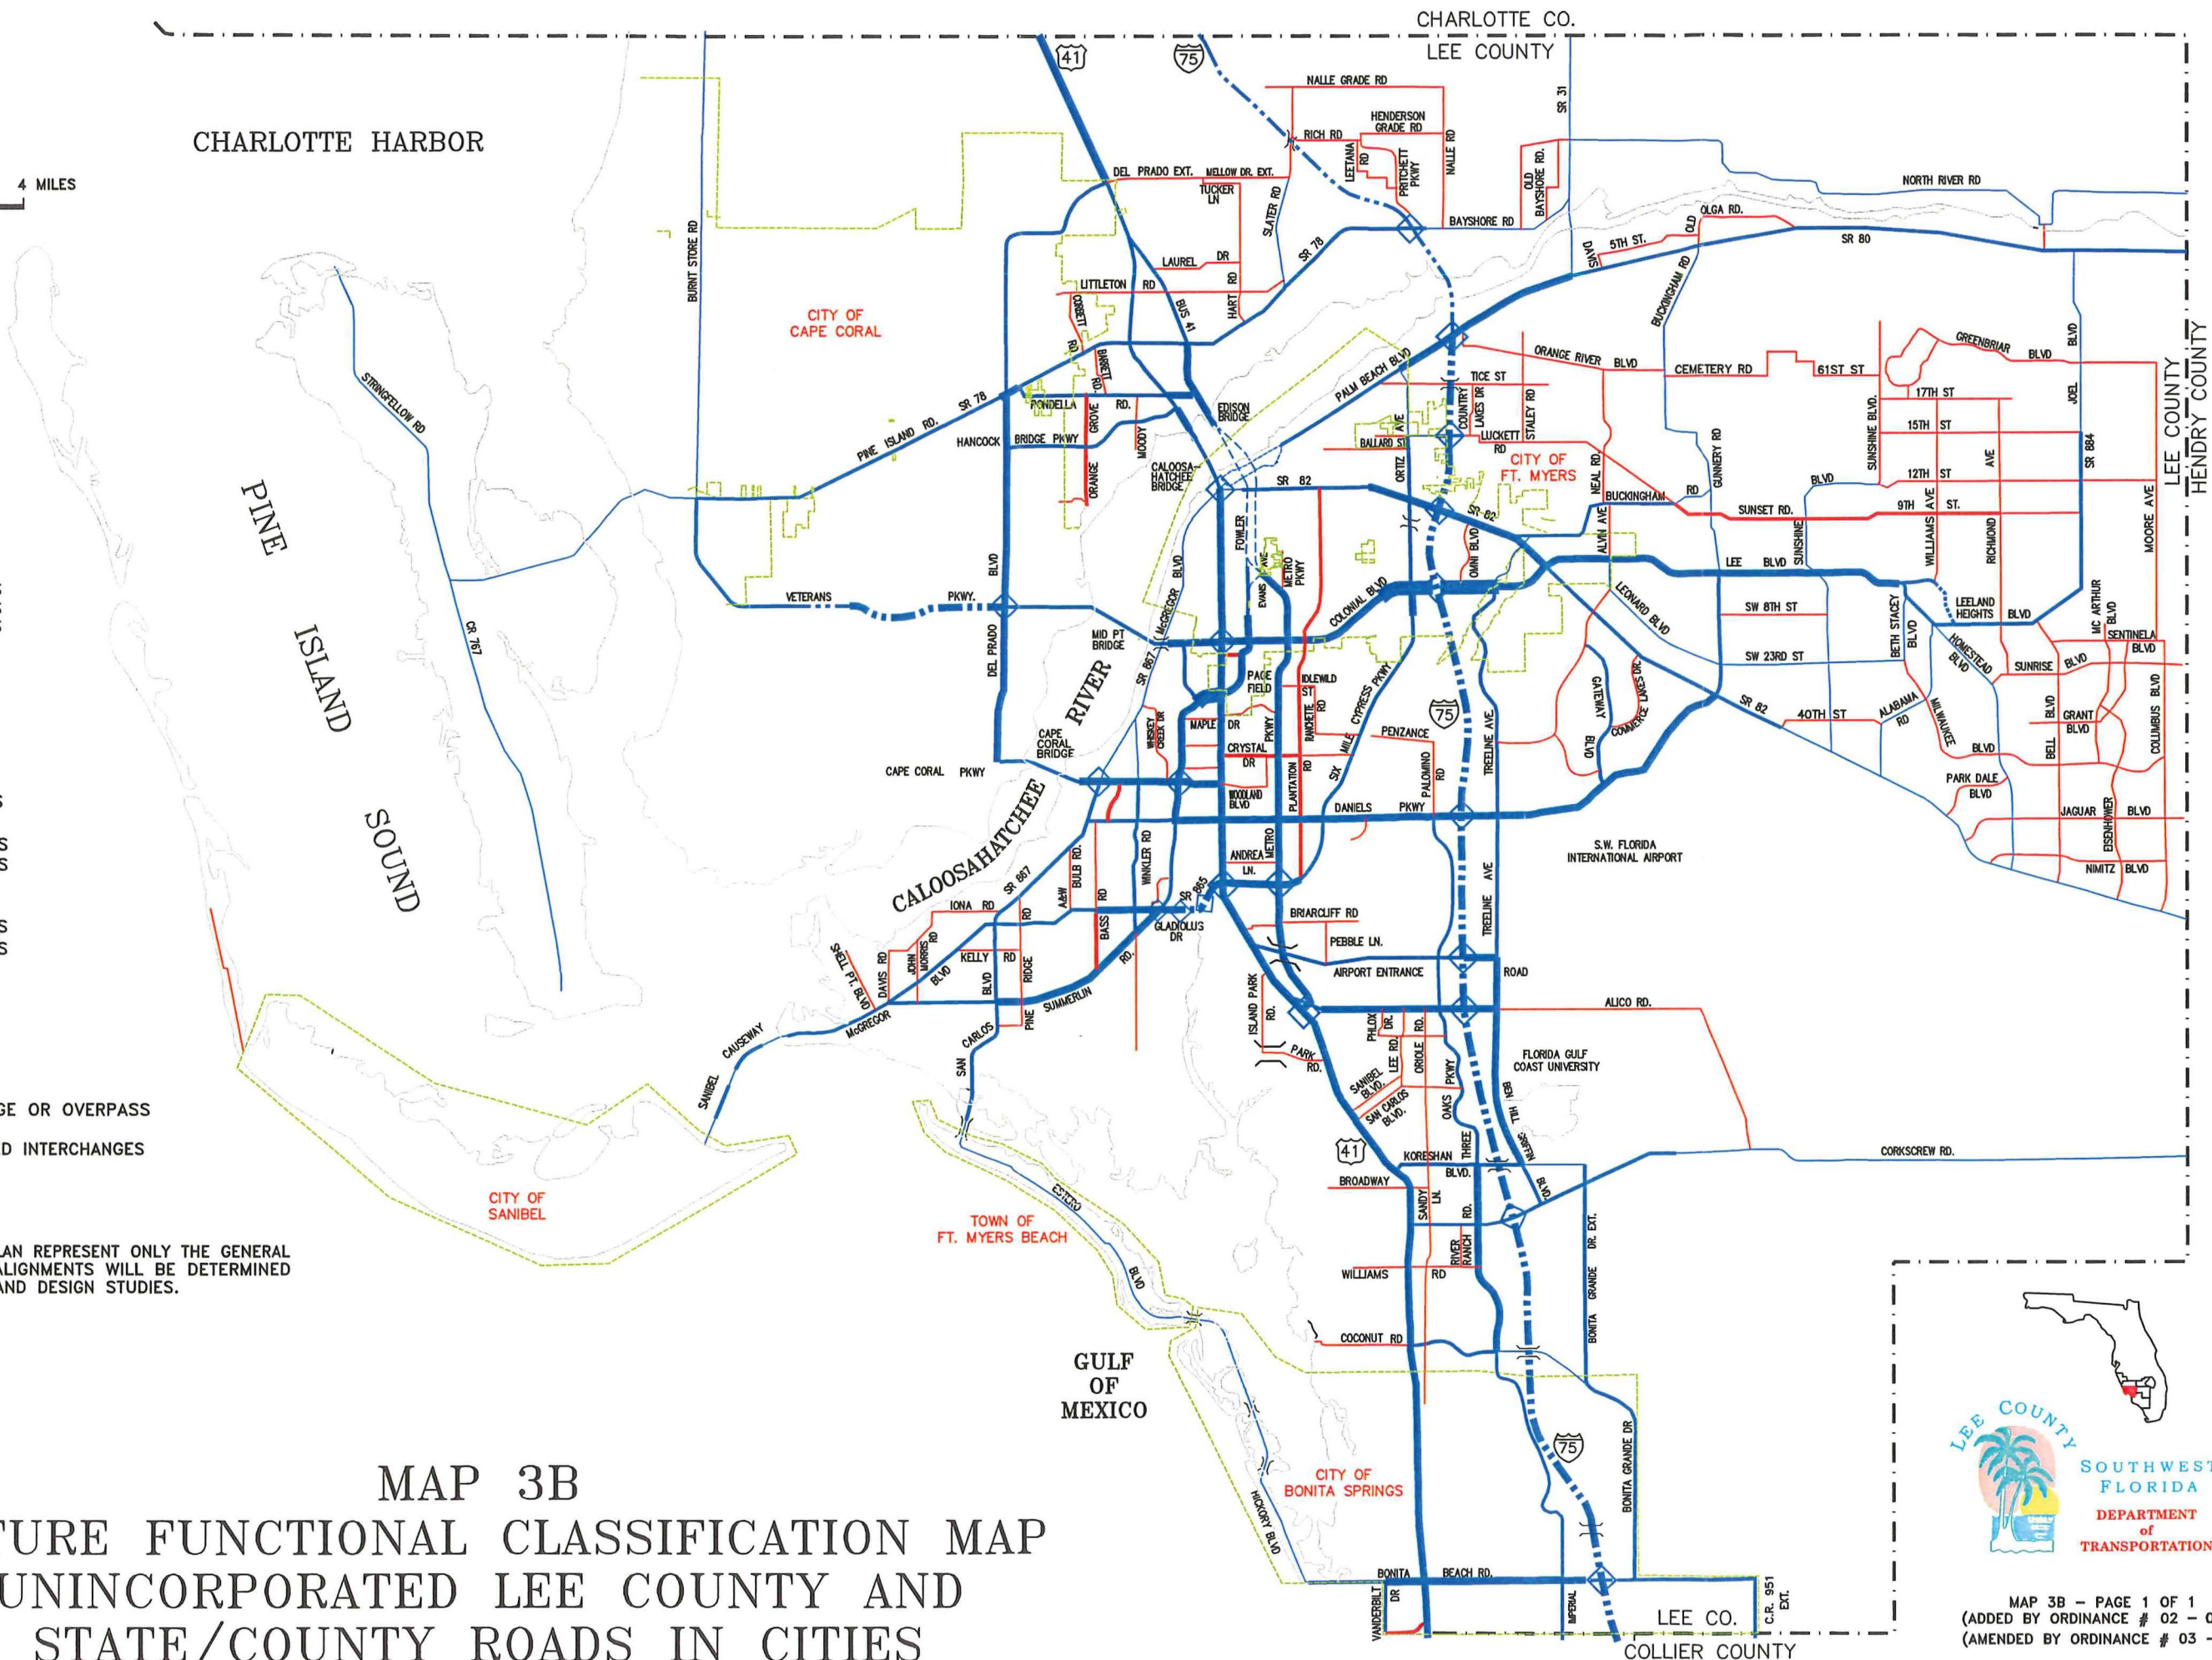 CHARLOTTE CO.
LEE COUNTY
41
75
NALLE GRADE RD
SR 31
CHARLOTTE HARBOR
HENDERSON
GRADE RD
RICH RD
LEETANA
RD
PRITCHETT
PKWY
NALLE RD
OLD
BAYSHORE RD.
4 MILES
DEL PRADO EXT.
MELLOW DR. EXT.
TUCKER
LN
NORTH RIVER RD
SLATER RD
BAYSHORE RD
OLD
OLGA RD.
BURNT STORE RD
SR 78
DAVIS
5TH ST.
SR 80
LAUREL DR
LITTLETON RD
HART RD
BUCKINGHAM RD
CORBETT
RD
BUS 41
CITY OF
CAPE CORAL
BARRETT
RD.
STRINGFELLOW RD
PALM BEACH BLVD
ORANGE RIVER BLVD
GREENBRIAR BLVD
JOEL BLVD
LEE COUNTY
HENDRY COUNTY
TICE ST
CEMETERY RD
61ST ST
SR 78
PINE ISLAND RD.
PONDELLA RD.
EDISON
BRIDGE
COUNTRY
LAKES DR
STALEY RD
17TH ST
HANCOCK BRIDGE PKWY
ORANGE GROVE
MOODY
BALLARD ST
ORTIZ AVE
LUCKETT
RD
SUNSHINE BLVD.
15TH ST
SR 884
CALOOSA-
HATCHEE
BRIDGE
CITY OF
FT. MYERS
NEAL RD
GUNNERY RD
AVE
12TH ST
SR 82
BUCKINGHAM RD
BLVD
PINE
ISLAND
SOUND
FOWLER
SR 82
SUNSET RD.
9TH ST.
WILLIAMS AVE
RICHMOND
MOORE AVE
BLVD
McGREGOR BLVD
EVANS AVE
METRO
PKWY
OMNI BLVD
ALVIN AVE
SUNSHINE
LEE BLVD
VETERANS PKWY.
COLONIAL BLVD
LEONARD BLVD
SW 8TH ST
BETH STACEY
BLVD
LEELAND
HEIGHTS BLVD
MC ARTHUR
BLVD
CR 767
DEL PRADO
MID PT
BRIDGE
SR 867
SENTINELA
BLVD
SW 23RD ST
HOMESTEAD
BLVD
SUNRISE BLVD
PAGE
FIELD
IDLEWILD
ST
GATEWAY
BLVD
COMMERCE LAKES DR.
CALOOSAHATCHEE RIVER
75
SIX MILE CYPRESS PKWY
TREELINE AVE
SR 82
40TH ST
ALABAMA
RD
MILWAUKEE BLVD
BELL BLVD
GRANT
BLVD
COLUMBUS BLVD
WHISKEY
CREEK DR
MAPLE DR
PKWY
RANCHETE
RD
PENZANCE
CAPE
CORAL
BRIDGE
CRYSTAL
DR
CAPE CORAL PKWY
PALOMINO
RD
PARK DALE
BLVD
WOODLAND
BLVD
PLANTATION RD
DANIELS PKWY
JAGUAR BLVD
EISENHOWER
NIMITZ BLVD
S.W. FLORIDA
INTERNATIONAL AIRPORT
WINKLER RD
ANDREA
LN.
METRO
TREELINE AVE
SR 867
A&W BULB RD.
SR 865
IONA RD
BASS RD
GLADIOLUS
DR
BRIARCLIFF RD
PEBBLE LN.
SHELL PT. BLVD
DAVIS RD
JOHN
MORRIS RD
KELLY RD
PINE RIDGE RD
AIRPORT ENTRANCE ROAD
BLVD
SUMMERLIN RD.
ALICO RD.
McGREGOR
SAN CARLOS BLVD
ISLAND PARK
RD.
SANIBEL CAUSEWAY
PHLOX
DR.
LEE RD.
ORIOLE RD.
PARK
RD.
FLORIDA GULF
COAST UNIVERSITY
SANIBEL
BLVD.
SAN CARLOS
BLVD.
THREE OAKS PKWY
BEN HILL GRIFFIN BLVD.
GE OR OVERPASS
D INTERCHANGES
41
KORESHAN
BLVD.
CORKSCREW RD.
BROADWAY
CITY OF
SANIBEL
ESTERO BLVD
SANDY
LN.
RIVER
RANCH RD.
TOWN OF
FT. MYERS BEACH
WILLIAMS RD
LAN REPRESENT ONLY THE GENERAL
ALIGNMENTS WILL BE DETERMINED
AND DESIGN STUDIES.
BONITA GRANDE DR. EXT.
COCONUT RD
GULF
OF
MEXICO
75
CITY OF
BONITA SPRINGS
BONITA GRANDE DR
HICKORY BLVD
LEE COUNTY
SOUTHWEST
FLORIDA
DEPARTMENT
of
TRANSPORTATION
MAP 3B
TURE FUNCTIONAL CLASSIFICATION MAP
UNINCORPORATED LEE COUNTY AND
STATE/COUNTY ROADS IN CITIES
BONITA BEACH RD.
VANDERBILT
DR
IMPERIAL
C.R. 951
EXT.
LEE CO.
COLLIER COUNTY
MAP 3B – PAGE 1 OF 1
(ADDED BY ORDINANCE # 02 – 0
(AMENDED BY ORDINANCE # 03 –